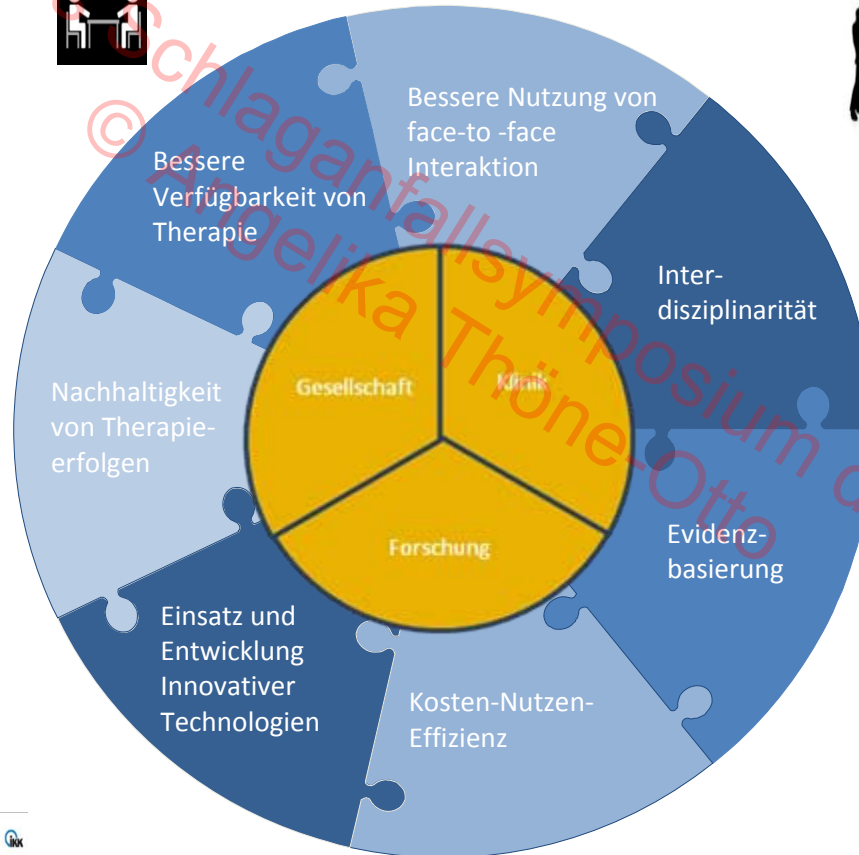 Bessere Nutzung von
face-to -face
Interaktion
Bessere
Verfügbarkeit von
Therapie
Inter-
disziplinarität
Nachhaltigkeit
von Therapie-
erfolgen
Gesellschaft
Klinik
Forschung
Evidenz-
basierung
Einsatz und
Entwicklung
Innovativer
Technologien
Kosten-Nutzen-
Effizienz
Schlaganfallsymposium d
© Angelika Thöne-Otto
ikk